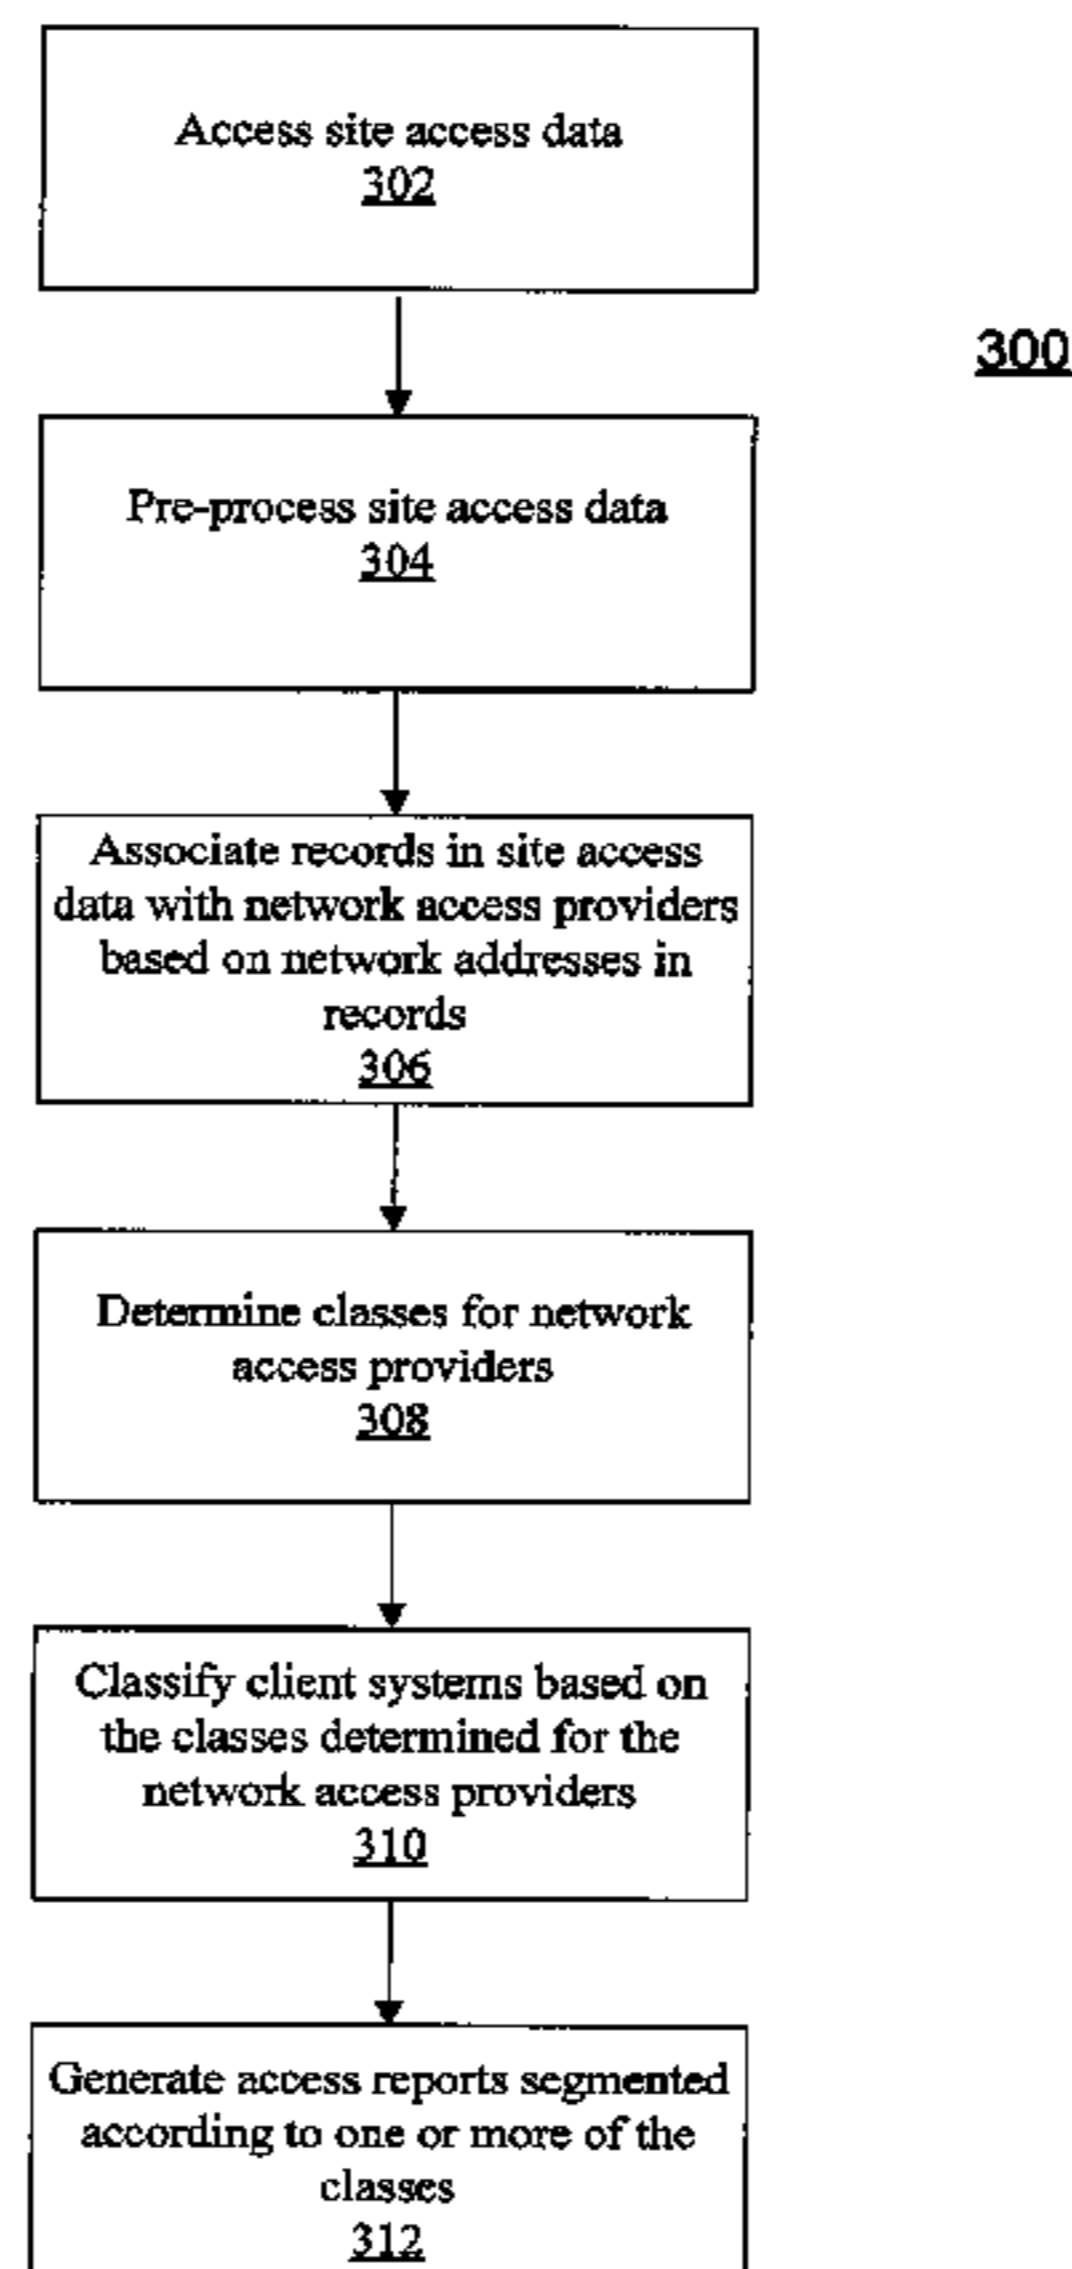 Access site access data
302
300
Pre-process site access data
304
Associate records in site access
data with network access providers
based on network addresses in
records
306
Determine classes for network
access providers
308
Classify client systems based on
the classes determined for the
network access providers
310
Generate access reports segmented
according to one or more of the
classes
312